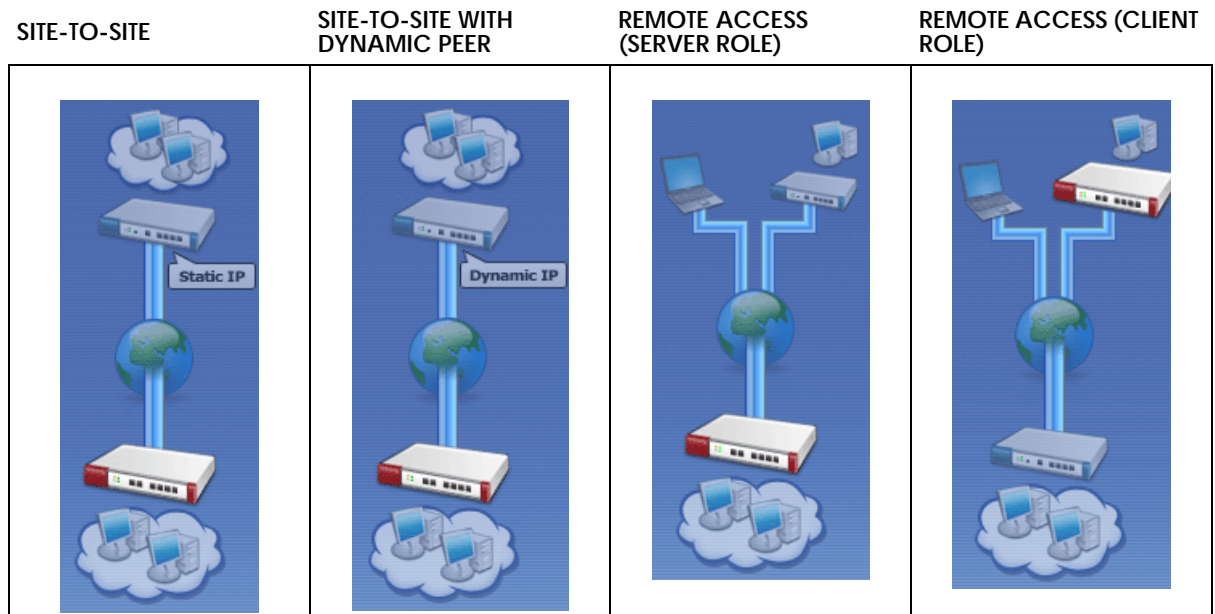 SITE-TO-SITE
SITE-TO-SITE WITH
DYNAMIC PEER
REMOTE ACCESS
(SERVER ROLE)
REMOTE ACCESS (CLIENT
ROLE)
Static IP
Dynamic IP